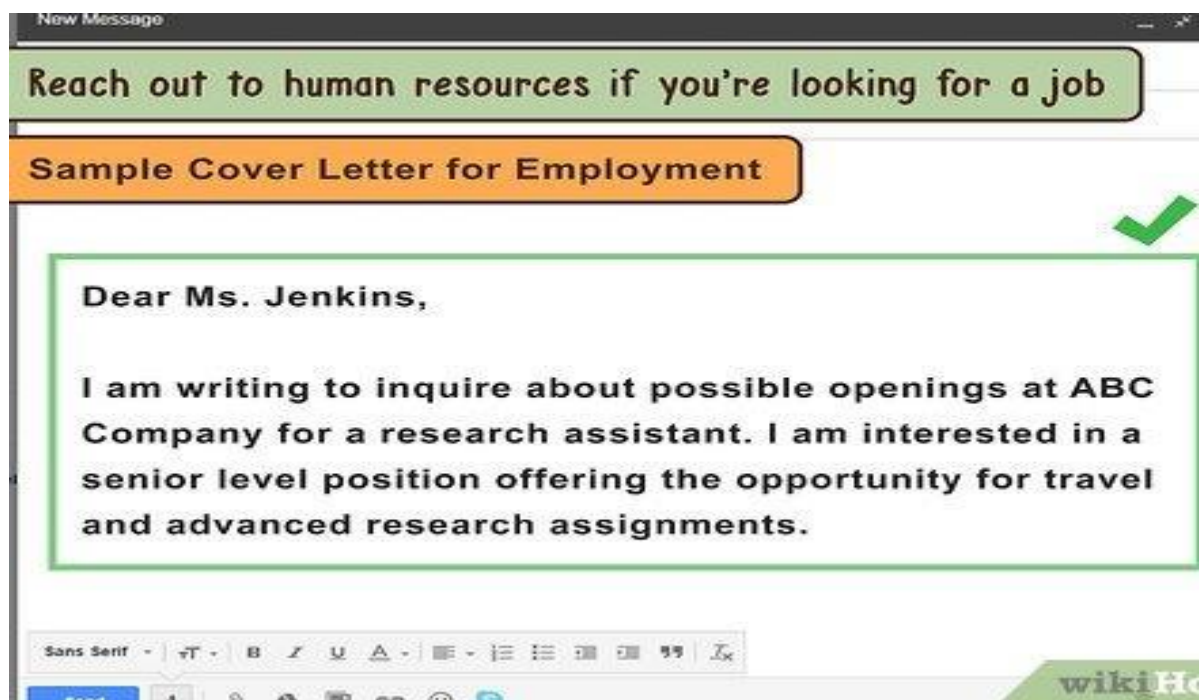 New Message
Reach out to human resources if you're looking for a job
Sample Cover Letter for Employment
Dear Ms. Jenkins,
I am writing to inquire about possible openings at ABC
Company for a research assistant. I am interested in a
senior level position offering the opportunity for travel
and advanced research assignments.
Sans Serif
Send
wikiHo